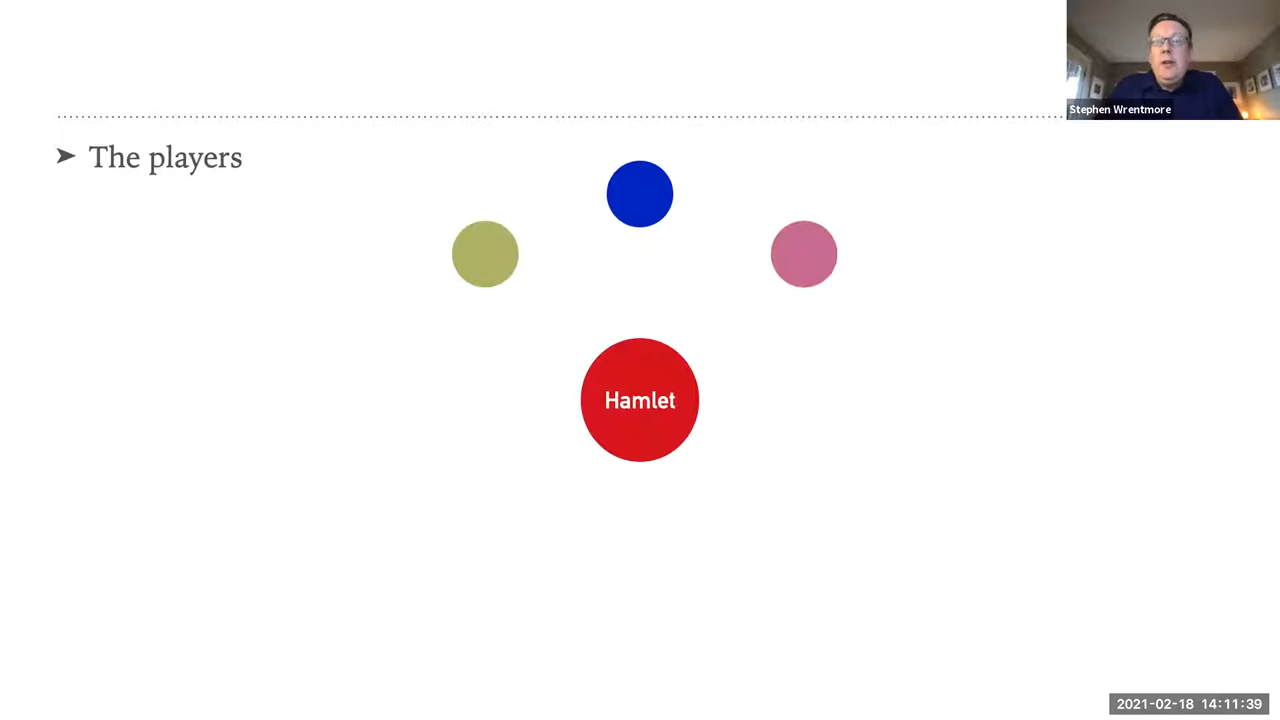 Stephen Wrentmore
➤ The players
Hamlet
2021-02-18 14:11:39